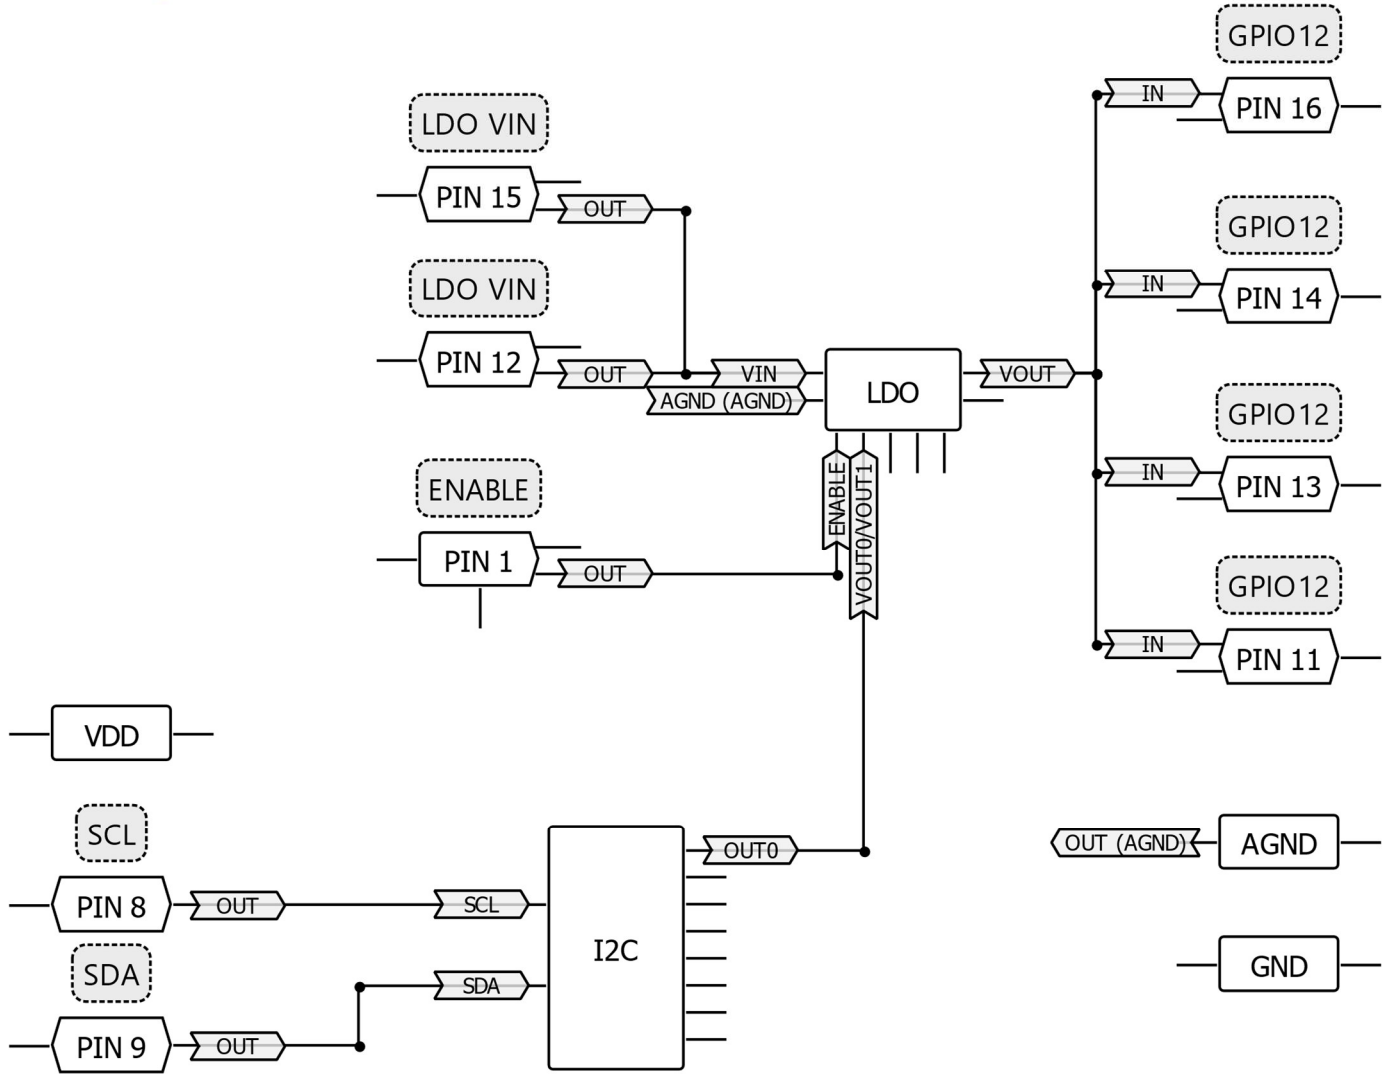 GPIO12
IN
PIN 16
LDO VIN
PIN 15
OUT
GPIO12
IN
PIN 14
LDO VIN
PIN 12
OUT
VIN
AGND (AGND)
LDO
VOUT
GPIO12
IN
PIN 13
ENABLE
PIN 1
OUT
ENABLE
VOUT0/VOUT1
GPIO12
IN
PIN 11
VDD
SCL
PIN 8
OUT
SCL
SDA
PIN 9
OUT
SDA
I2C
OUT0
OUT (AGND)
AGND
GND